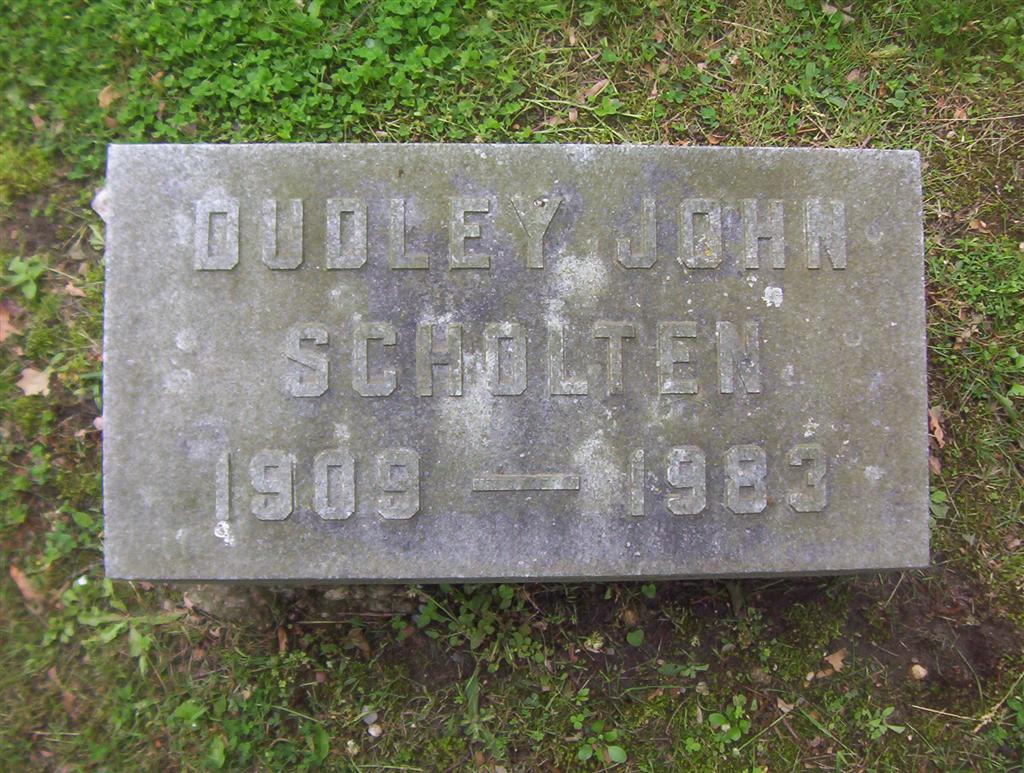 DUDLEY JOHN
SCHOLTEN
1909 — 1983